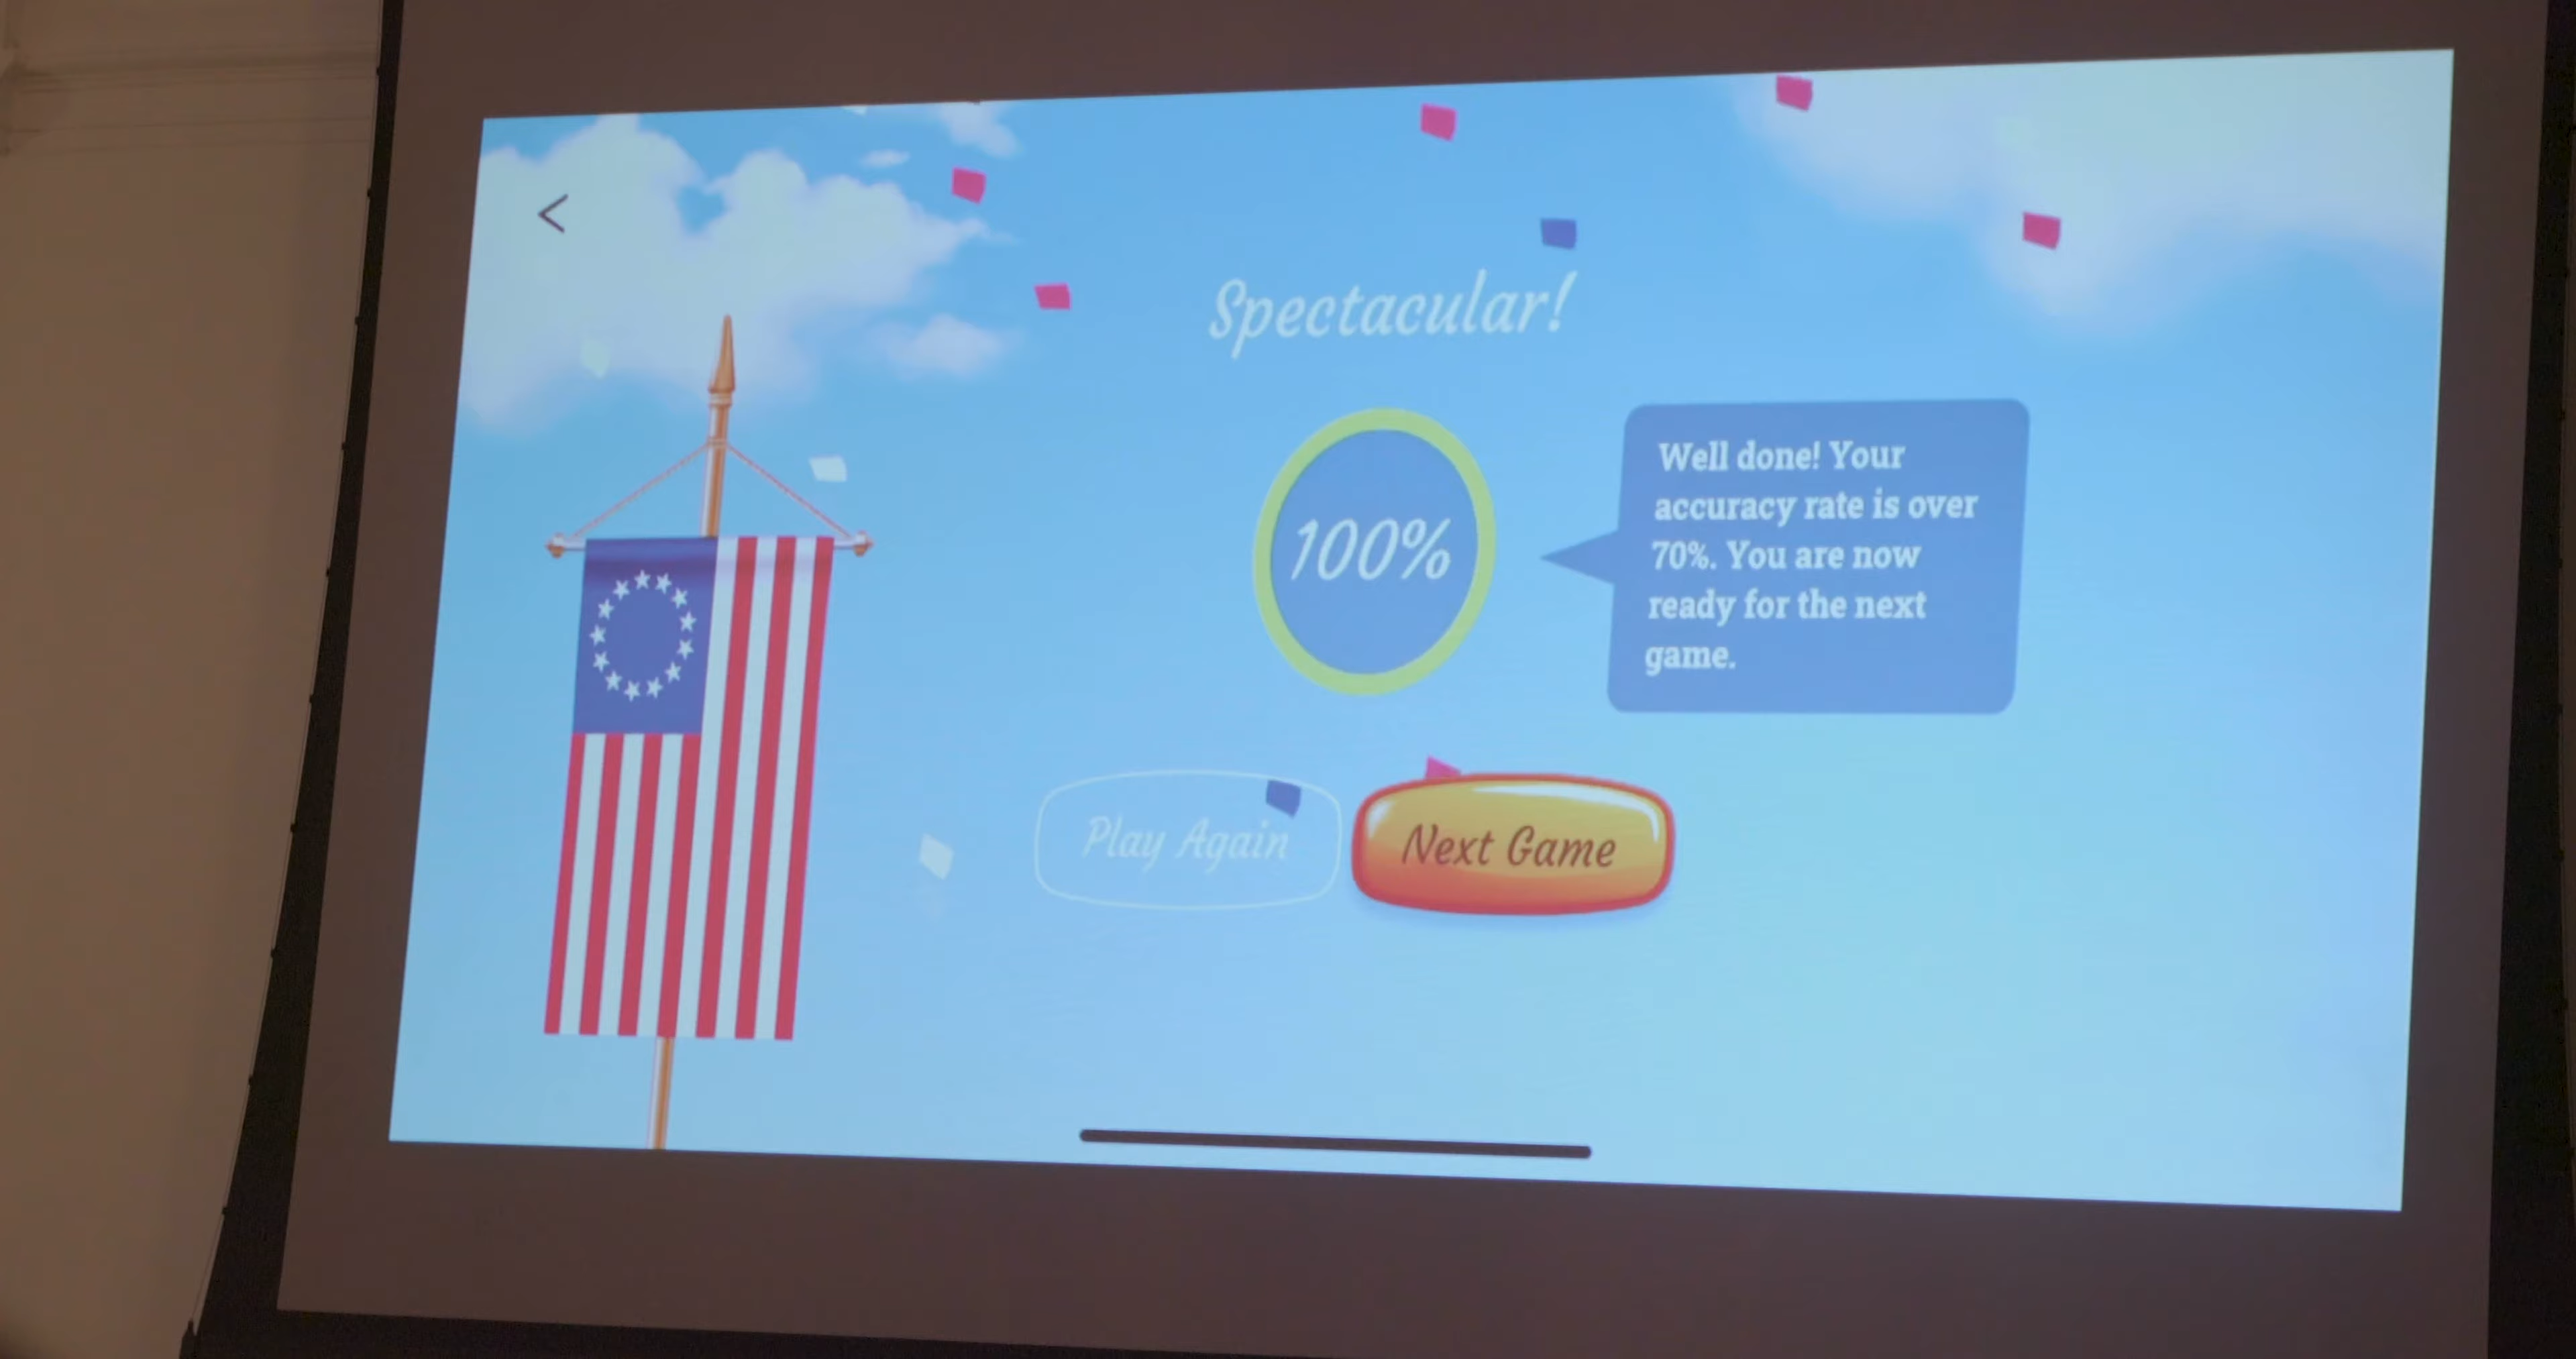 Spectacular!
100%
Well done! Your
accuracy rate is over
70%. You are now
ready for the next
game.
Play Again
Next Game